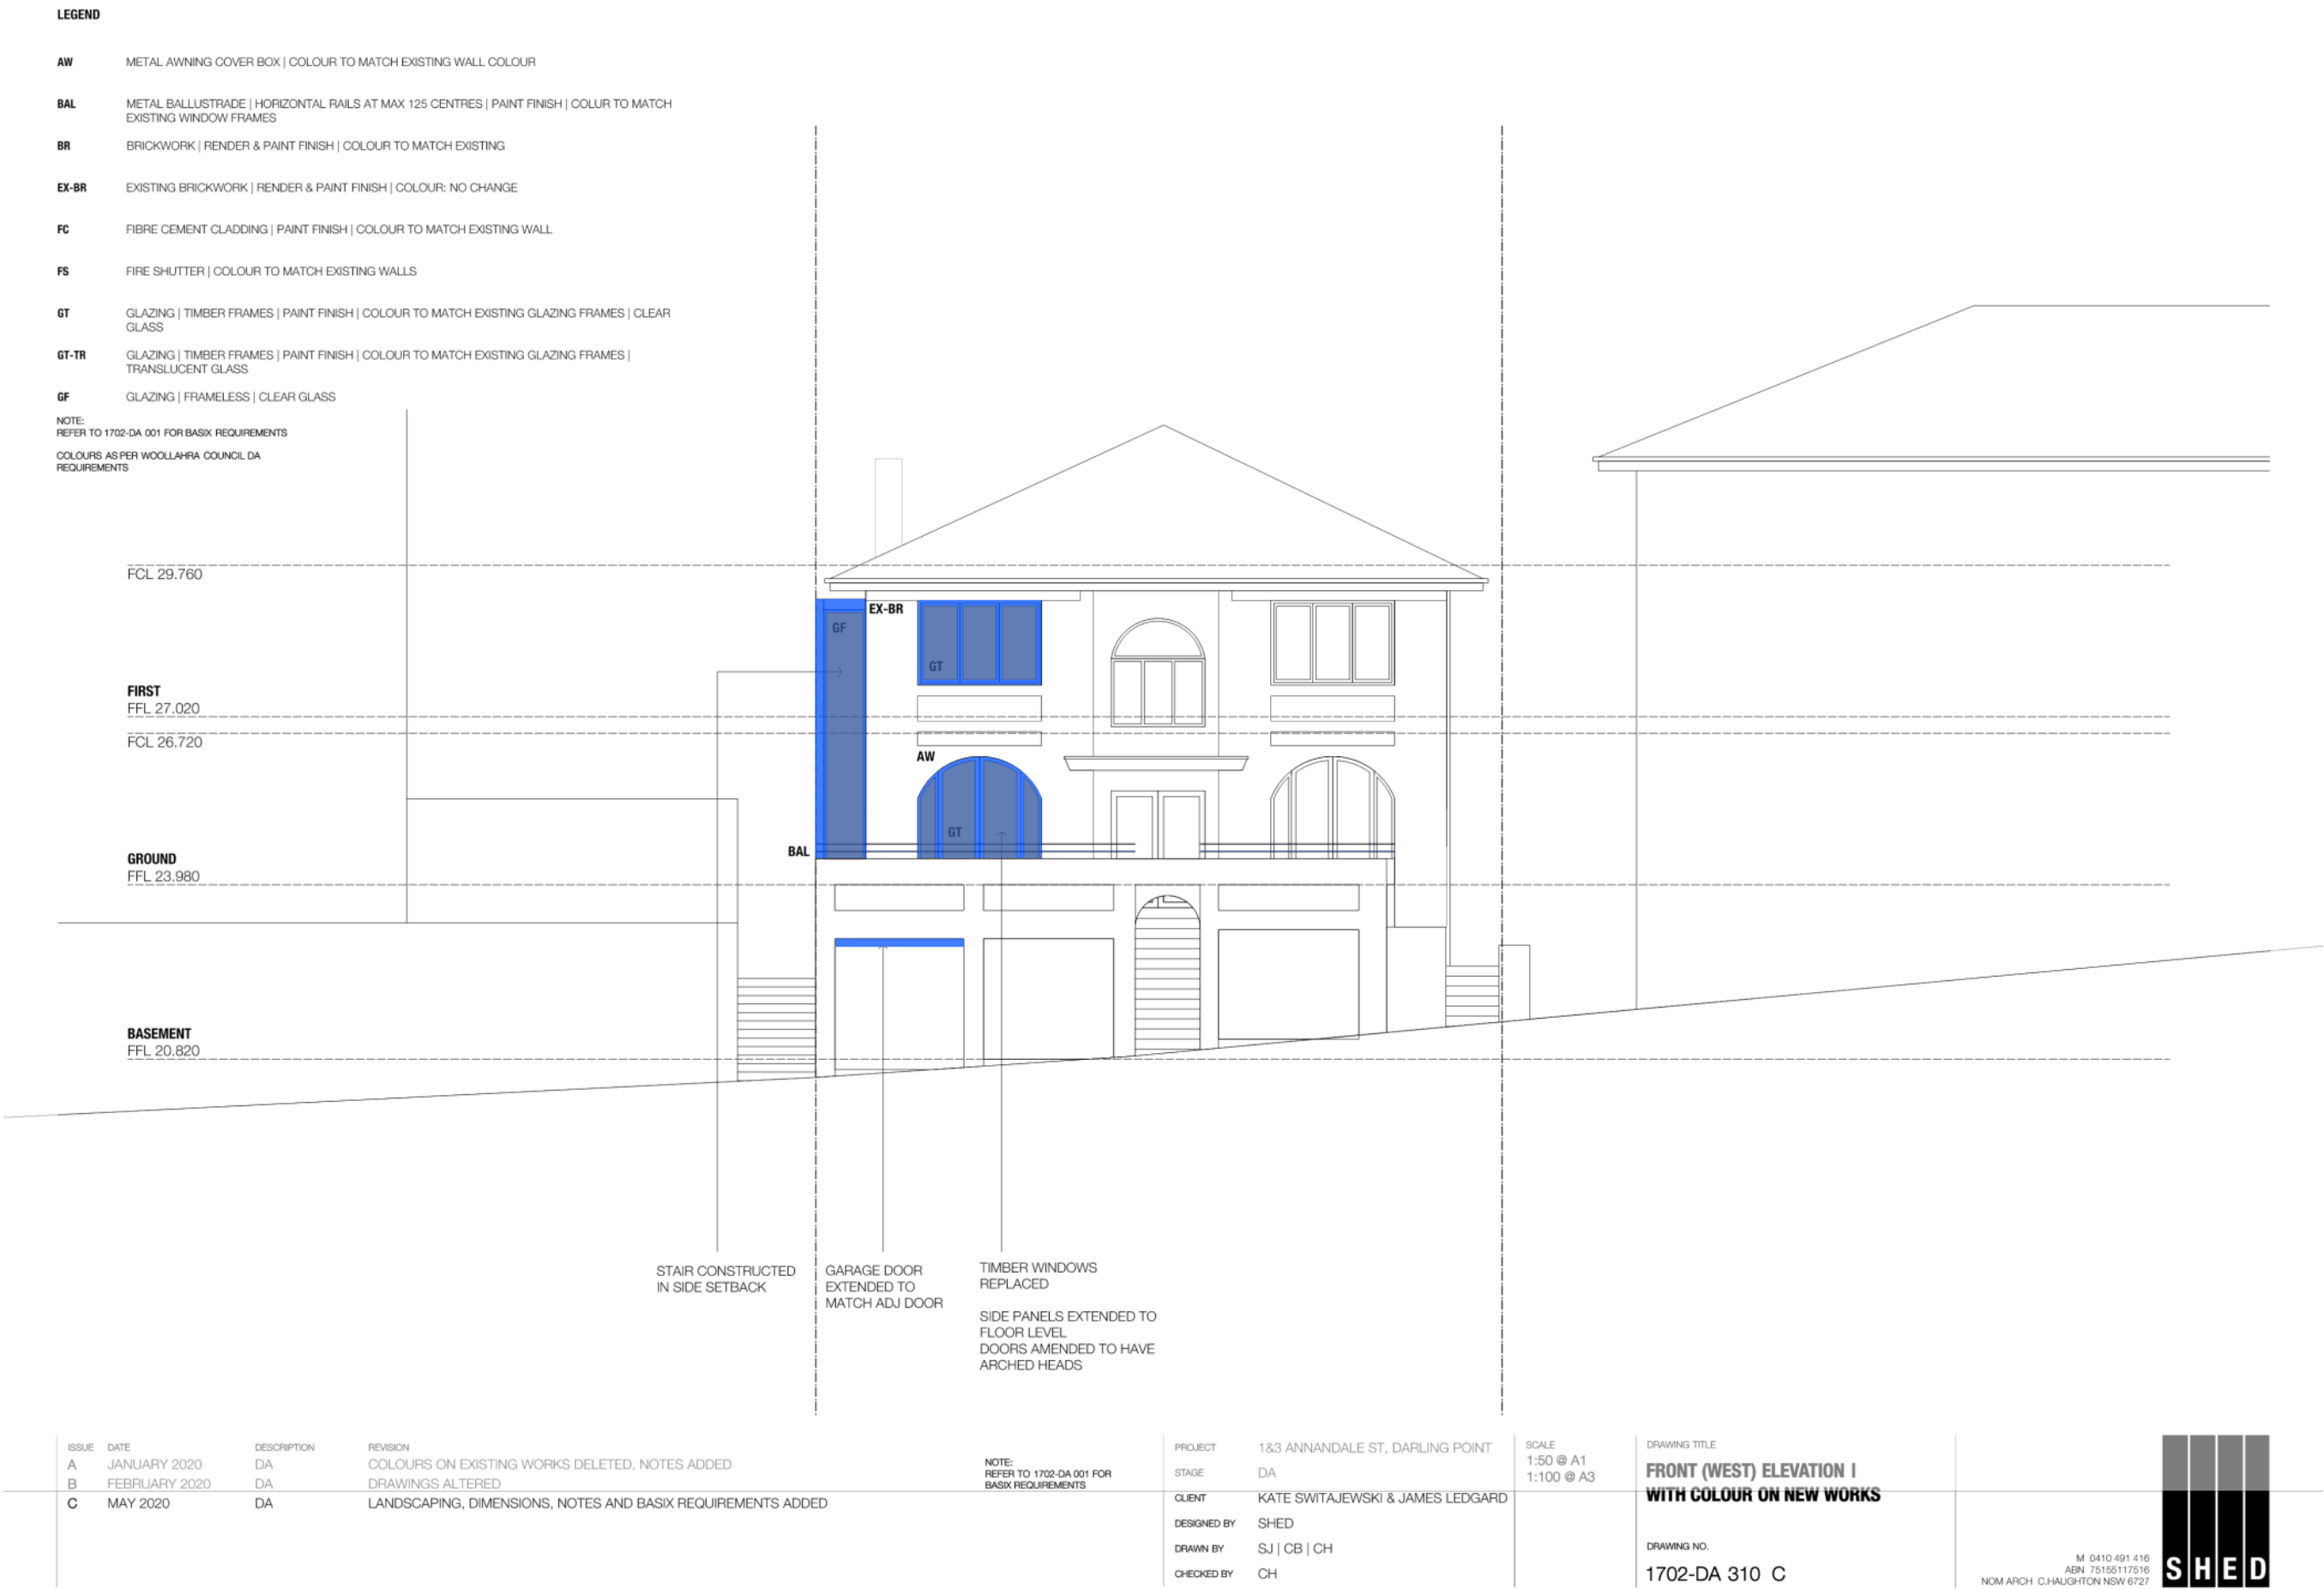 LEGEND
AW METAL AWNING COVER BOX | COLOUR TO MATCH EXISTING WALL COLOUR
BAL METAL BALLUSTRADE | HORIZONTAL RAILS AT MAX 125 CENTRES | PAINT FINISH | COLUR TO MATCH
EXISTING WINDOW FRAMES
BR BRICKWORK | RENDER & PAINT FINISH | COLOUR TO MATCH EXISTING
EX-BR EXISTING BRICKWORK | RENDER & PAINT FINISH | COLOUR: NO CHANGE
FC FIBRE CEMENT CLADDING | PAINT FINISH | COLOUR TO MATCH EXISTING WALL
FS FIRE SHUTTER | COLOUR TO MATCH EXISTING WALLS
GT GLAZING | TIMBER FRAMES | PAINT FINISH | COLOUR TO MATCH EXISTING GLAZING FRAMES | CLEAR
GLASS
GT-TR GLAZING | TIMBER FRAMES | PAINT FINISH | COLOUR TO MATCH EXISTING GLAZING FRAMES |
TRANSLUCENT GLASS
GF GLAZING | FRAMELESS | CLEAR GLASS
NOTE:
REFER TO 1702-DA 001 FOR BASIX REQUIREMENTS
COLOURS AS PER WOOLLAHRA COUNCIL DA
REQUIREMENTS
FCL 29.760
EX-BR
GF
GT
FIRST
FFL 27.020
FCL 26.720
AW
GT
BAL
GROUND
FFL 23.980
BASEMENT
FFL 20.820
STAIR CONSTRUCTED
IN SIDE SETBACK
GARAGE DOOR
EXTENDED TO
MATCH ADJ DOOR
TIMBER WINDOWS
REPLACED
SIDE PANELS EXTENDED TO
FLOOR LEVEL
DOORS AMENDED TO HAVE
ARCHED HEADS
ISSUE DATE DESCRIPTION REVISION
A JANUARY 2020 DA COLOURS ON EXISTING WORKS DELETED, NOTES ADDED
B FEBRUARY 2020 DA DRAWINGS ALTERED
C MAY 2020 DA LANDSCAPING, DIMENSIONS, NOTES AND BASIX REQUIREMENTS ADDED
NOTE:
REFER TO 1702-DA 001 FOR
BASIX REQUIREMENTS
PROJECT 1&3 ANNANDALE ST, DARLING POINT
STAGE DA
CLIENT KATE SWITAJEWSKI & JAMES LEDGARD
DESIGNED BY SHED
DRAWN BY SJ | CB | CH
CHECKED BY CH
SCALE
1:50 @ A1
1:100 @ A3
DRAWING TITLE
FRONT (WEST) ELEVATION I
WITH COLOUR ON NEW WORKS
DRAWING NO.
1702-DA 310 C
M 0410 491 416
ABN 75155117516
NOM ARCH C.HAUGHTON NSW 6727
SHED